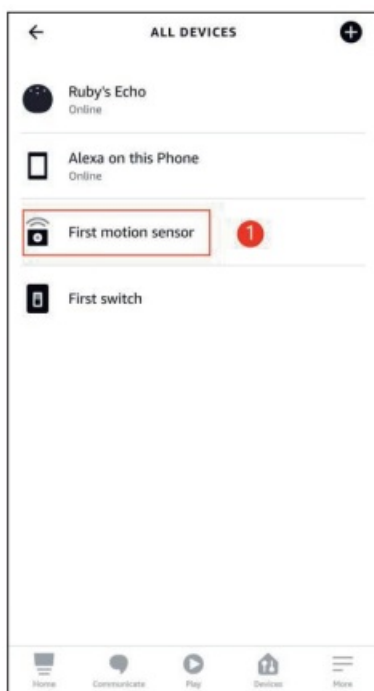 ALL DEVICES
Ruby's Echo
Online
Alexa on this Phone
Online
First motion sensor
1
First switch
Home Communicate Play Devices More